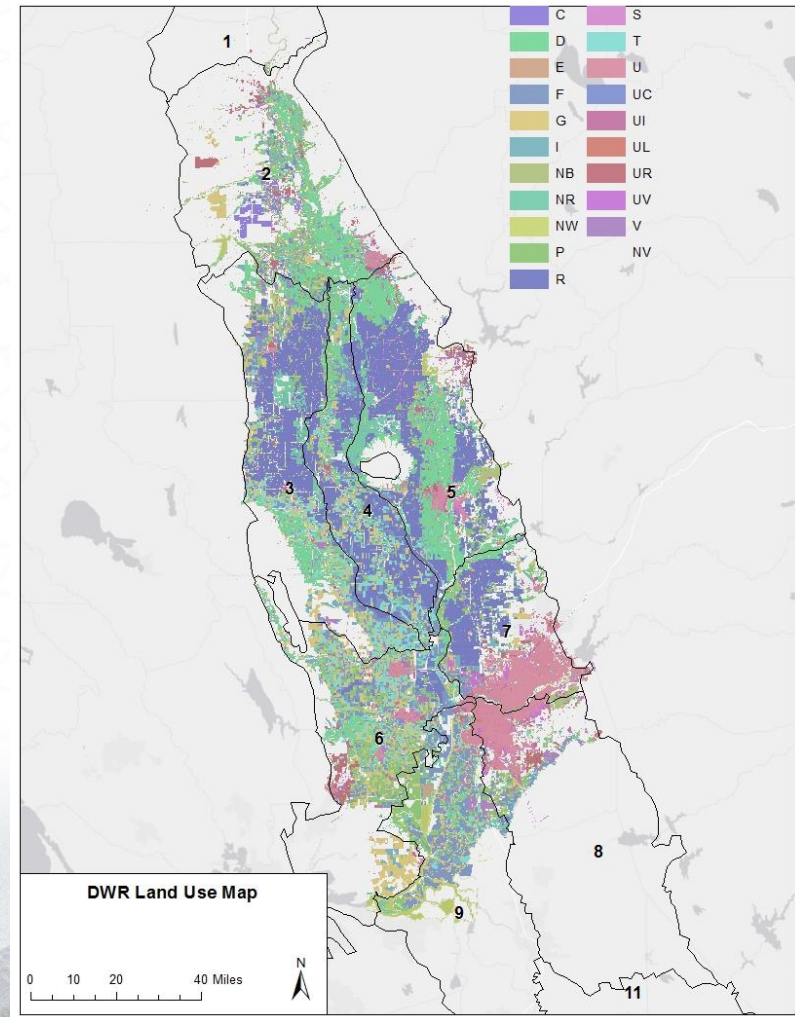 1
C S
D T
E U
F UC
G UI
I UL
NB UR
NR UV
NW V
P NV
R
2
3
4
5
7
6
8
9
11
DWR Land Use Map
N
0 10 20 40 Miles